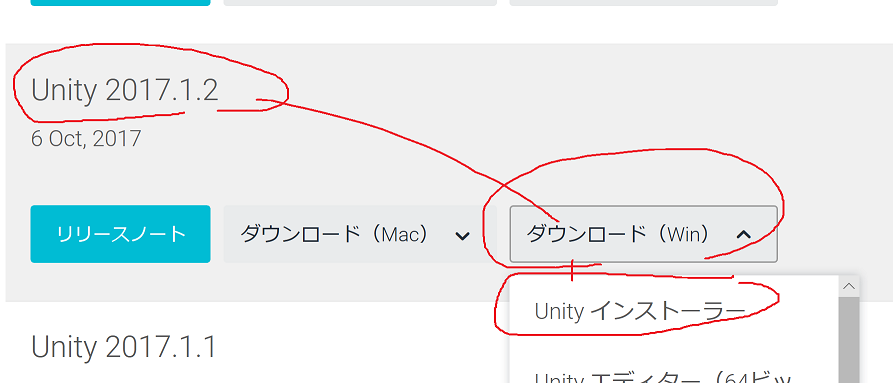 Unity 2017.1.2
6 Oct, 2017
リリースノート ダウンロード（Mac） ダウンロード（Win）
Unity インストーラー
Unity 2017.1.1
Unity エディター（64ビッ